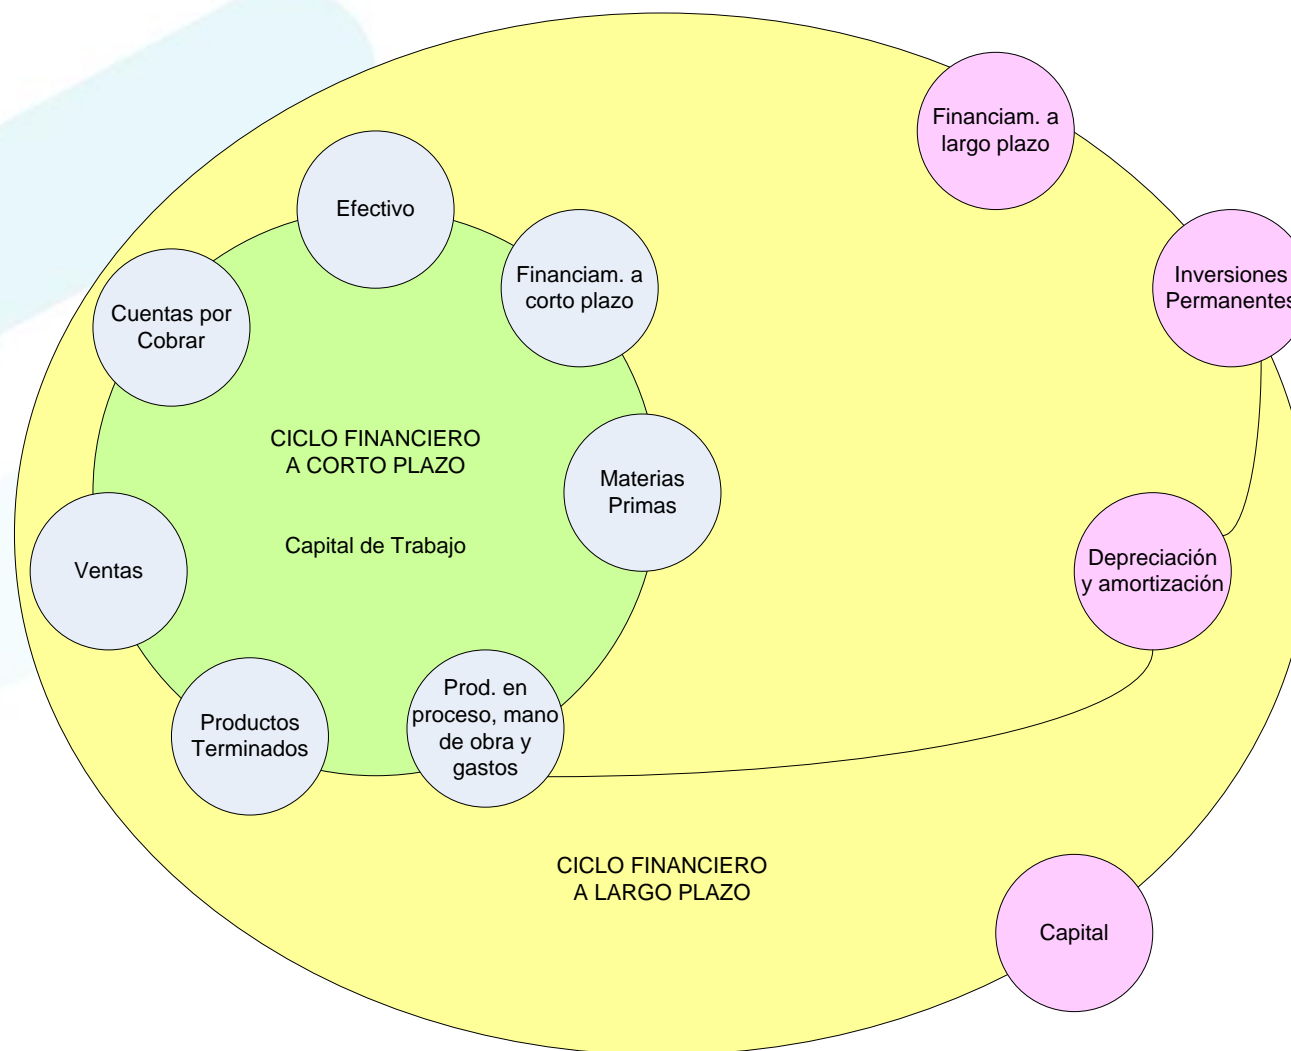 Financiam. a
largo plazo
Efectivo
Financiam. a
corto plazo
Inversiones
Permanentes
Cuentas por
Cobrar
CICLO FINANCIERO
A CORTO PLAZO
Materias
Primas
Capital de Trabajo
Ventas
Depreciación
y amortización
Prod. en
proceso, mano
de obra y
gastos
Productos
Terminados
CICLO FINANCIERO
A LARGO PLAZO
Capital